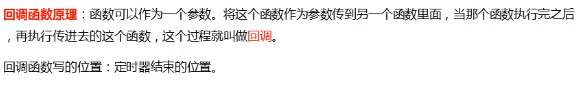 回调函数原理：函数可以作为一个参数。将这个函数作为参数传到另一个函数里面，当那个函数执行完之后
，再执行传进去的这个函数，这个过程就叫做回调。
回调函数写的位置：定时器结束的位置。